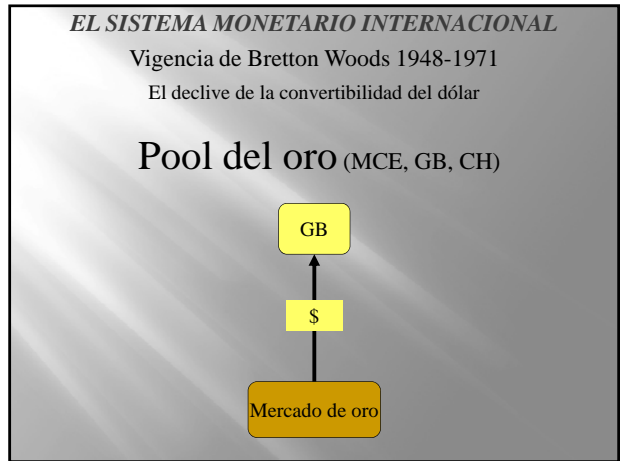 EL SISTEMA MONETARIO INTERNACIONAL
Vigencia de Bretton Woods 1948-1971
El declive de la convertibilidad del dólar
Pool del oro (MCE, GB, CH)
GB
$
Mercado de oro